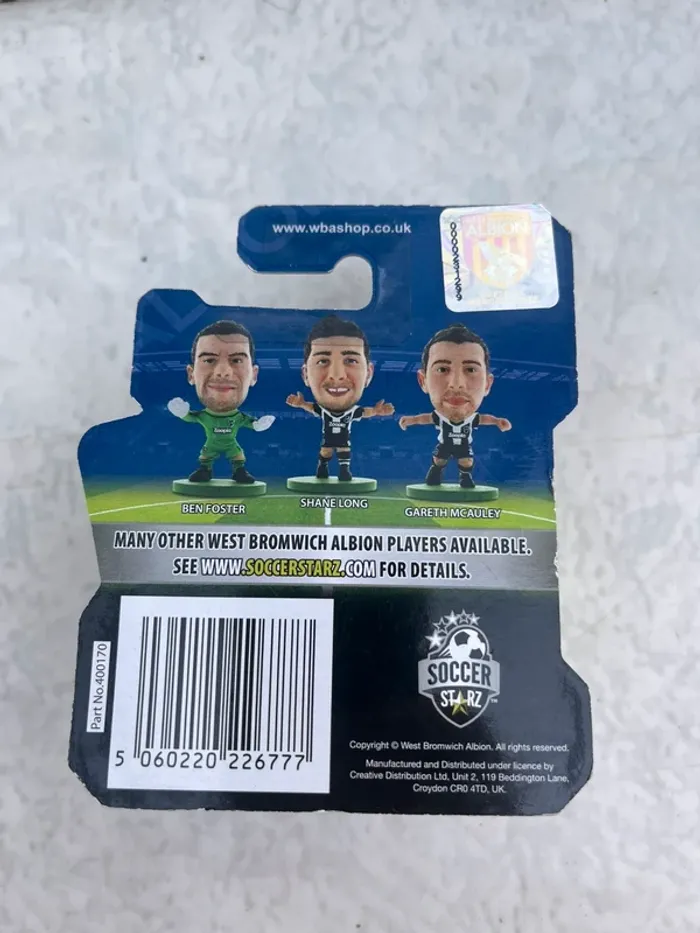 www.wbashop.co.uk
ALBION
BEN FOSTER
SHANE LONG
GARETH MCAULEY
MANY OTHER WEST BROMWICH ALBION PLAYERS AVAILABLE.
SEE WWW.SOCCERSTARZ.COM FOR DETAILS.
Part No.400170
5 060220 226777
SOCCER
STARZ™
Copyright © West Bromwich Albion. All rights reserved.
Manufactured and Distributed under licence by
Creative Distribution Ltd, Unit 2, 119 Beddington Lane,
Croydon CR0 4TD, UK.